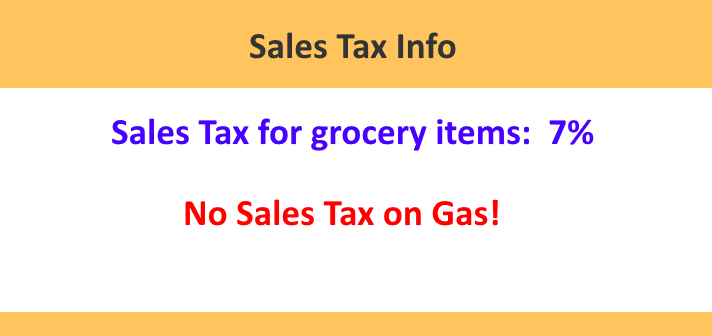 Sales Tax Info
Sales Tax for grocery items:  7%
No Sales Tax on Gas!